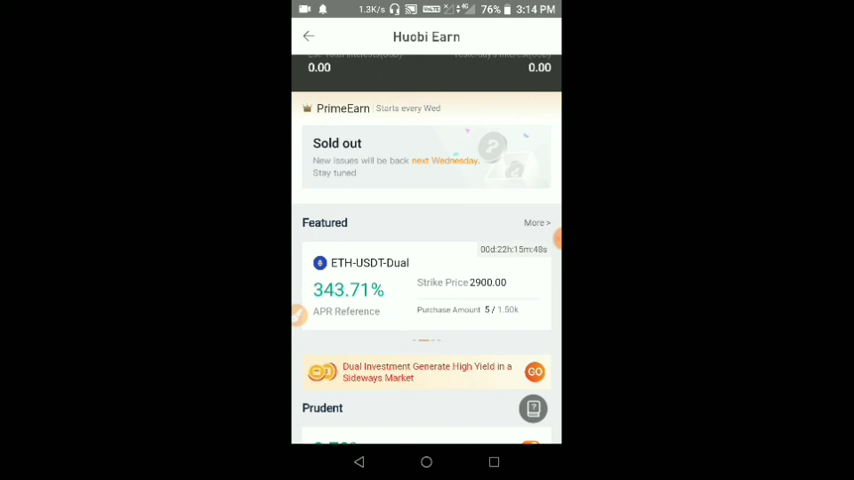 1.3K/s 76% 3:14 PM
Huobi Earn
0.00 0.00
PrimeEarn Starts every Wed
Sold out
New issues will be back next Wednesday.
Stay tuned
Featured More >
00d:22h:15m:48s
ETH-USDT-Dual
343.71% Strike Price 2900.00
APR Reference Purchase Amount 5 / 1.50k
Dual Investment Generate High Yield in a
Sideways Market
GO
Prudent